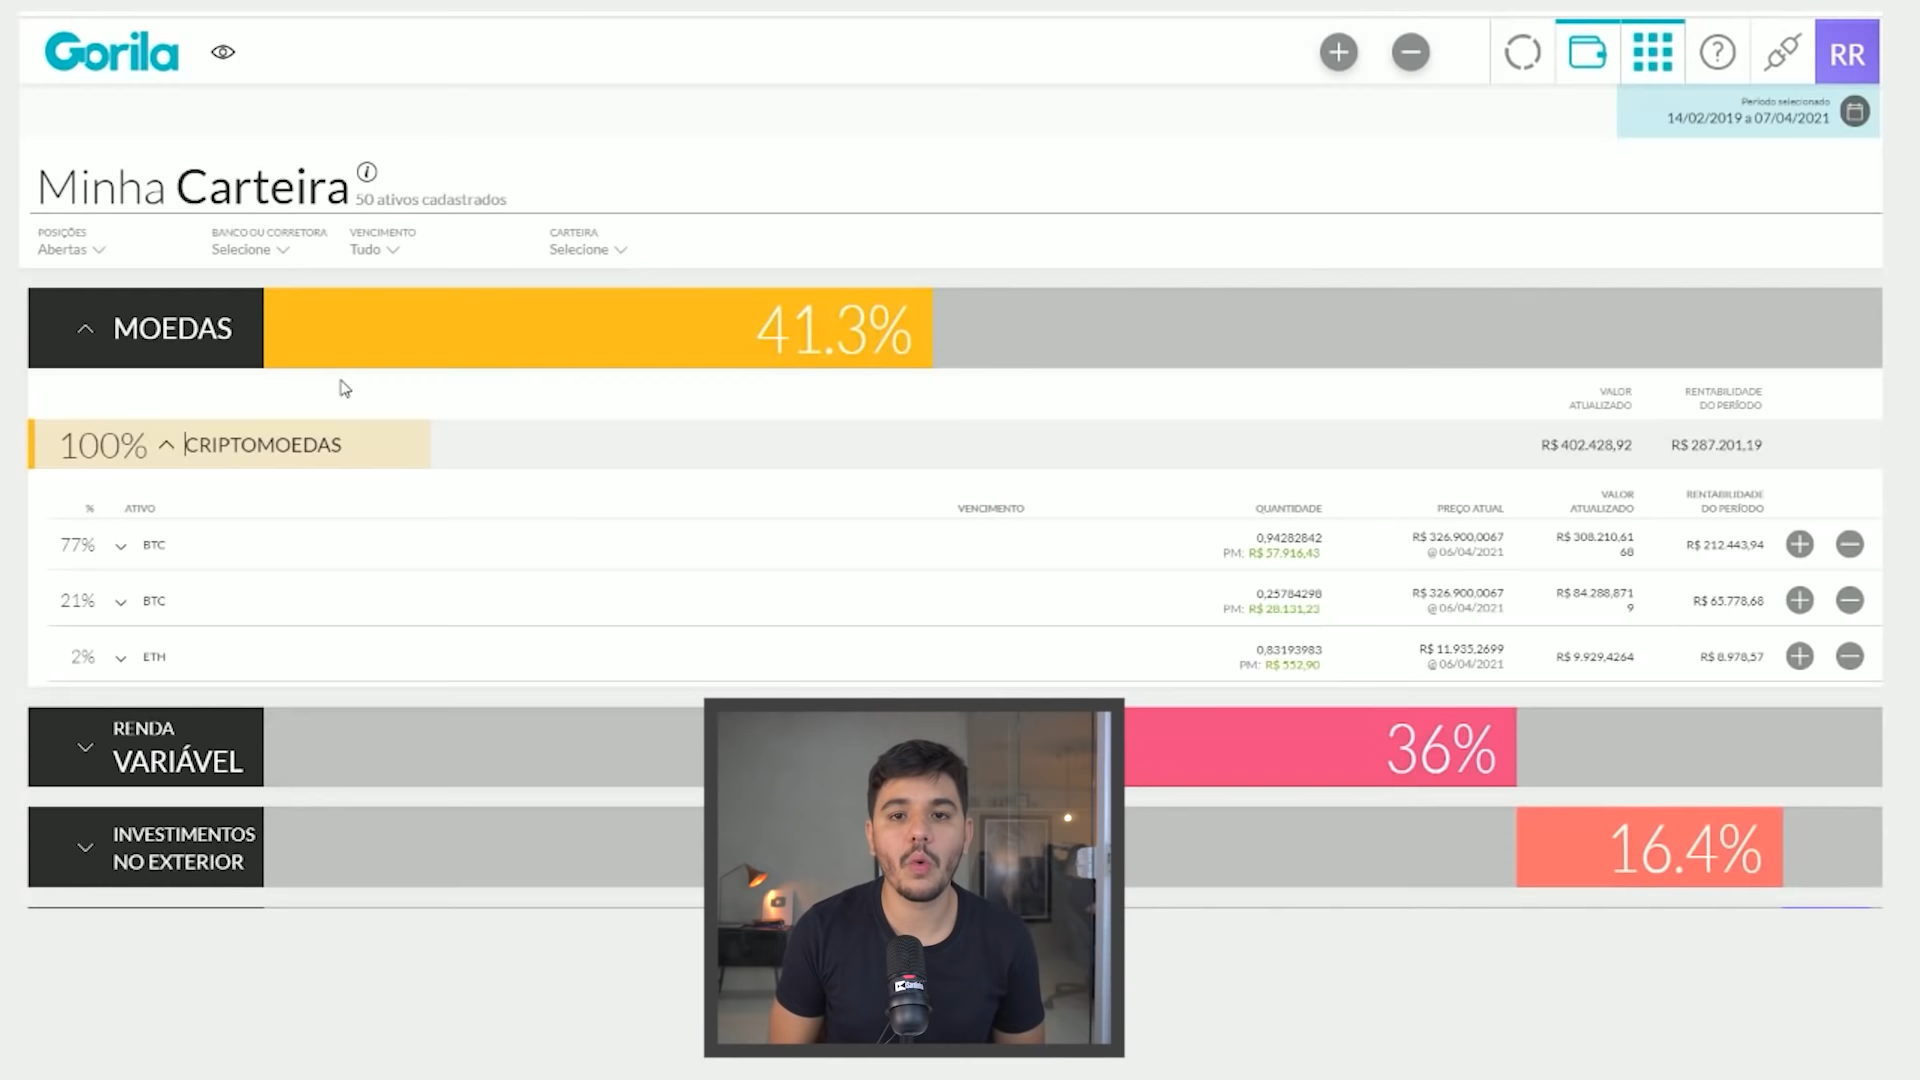 Gorila
RR
Período selecionado
14/02/2019 a 07/04/2021
Minha Carteira
50 ativos cadastrados
POSIÇÕES BANCO OU CORRETORA VENCIMENTO CARTEIRA
Abertas Selecione Tudo Selecione
MOEDAS 41.3%
VALOR ATUALIZADO RENTABILIDADE DO PERÍODO
100% CRIPTOMOEDAS R$ 402.428,92 R$ 287.201,19
% ATIVO VENCIMENTO QUANTIDADE PREÇO ATUAL VALOR ATUALIZADO RENTABILIDADE DO PERÍODO
77% BTC 0,94282842 R$ 326.900,0067 R$ 308.210,6168 R$ 212.443,94
PM: R$ 57.916,43 @ 06/04/2021
21% BTC 0,25784298 R$ 326.900,0067 R$ 84.288,8719 R$ 65.778,68
PM: R$ 28.131,23 @ 06/04/2021
2% ETH 0,83193983 R$ 11.935,2699 R$ 9.929,4264 R$ 8.978,57
PM: R$ 552,90 @ 06/04/2021
RENDA
VARIÁVEL 36%
INVESTIMENTOS
NO EXTERIOR 16.4%